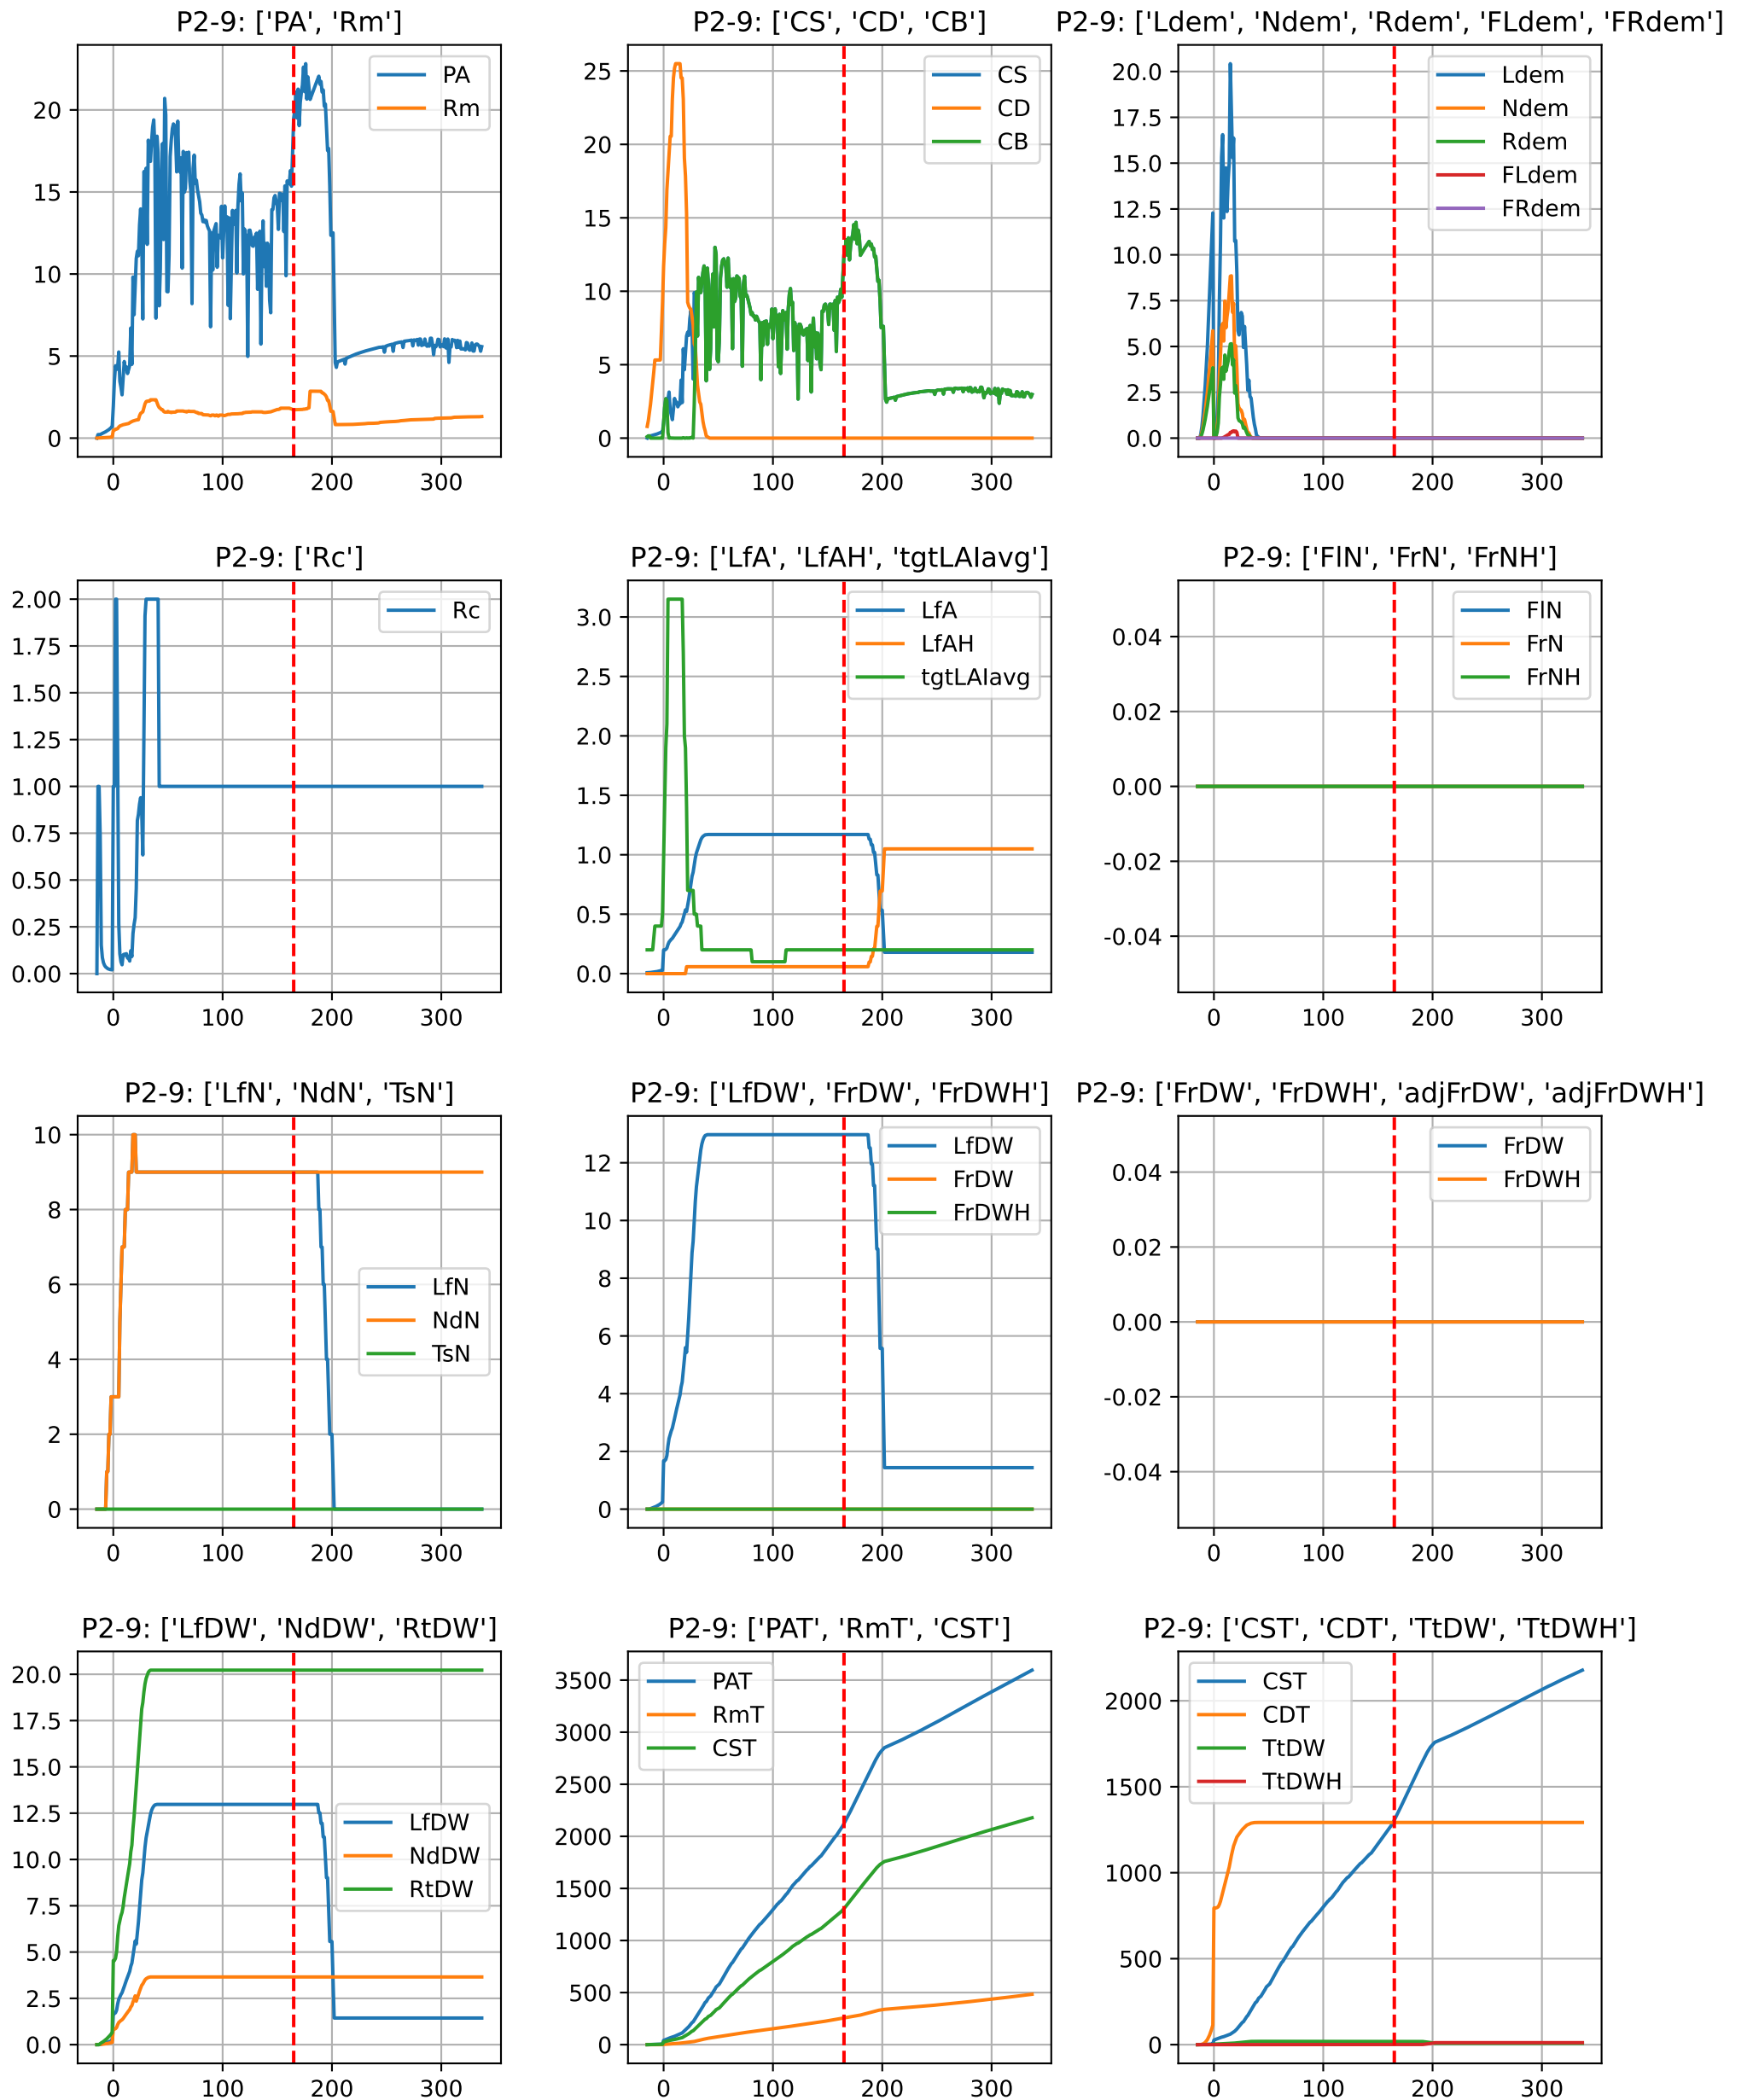 P2-9: ['PA', 'Rm']
20
15
10
5
0
0 100 200 300
PA
Rm
P2-9: ['CS', 'CD', 'CB']
25
20
15
10
5
0
0 100 200 300
CS
CD
CB
P2-9: ['Ldem', 'Ndem', 'Rdem', 'FLdem', 'FRdem']
20.0
17.5
15.0
12.5
10.0
7.5
5.0
2.5
0.0
0 100 200 300
Ldem
Ndem
Rdem
FLdem
FRdem
P2-9: ['Rc']
2.00
1.75
1.50
1.25
1.00
0.75
0.50
0.25
0.00
0 100 200 300
Rc
P2-9: ['LfA', 'LfAH', 'tgtLAIavg']
3.0
2.5
2.0
1.5
1.0
0.5
0.0
0 100 200 300
LfA
LfAH
tgtLAIavg
P2-9: ['FlN', 'FrN', 'FrNH']
0.04
0.02
0.00
-0.02
-0.04
0 100 200 300
FlN
FrN
FrNH
P2-9: ['LfN', 'NdN', 'TsN']
10
8
6
4
2
0
0 100 200 300
LfN
NdN
TsN
P2-9: ['LfDW', 'FrDW', 'FrDWH']
12
10
8
6
4
2
0
0 100 200 300
LfDW
FrDW
FrDWH
P2-9: ['FrDW', 'FrDWH', 'adjFrDW', 'adjFrDWH']
0.04
0.02
0.00
-0.02
-0.04
0 100 200 300
FrDW
FrDWH
P2-9: ['LfDW', 'NdDW', 'RtDW']
20.0
17.5
15.0
12.5
10.0
7.5
5.0
2.5
0.0
0 100 200 300
LfDW
NdDW
RtDW
P2-9: ['PAT', 'RmT', 'CST']
3500
3000
2500
2000
1500
1000
500
0
0 100 200 300
PAT
RmT
CST
P2-9: ['CST', 'CDT', 'TtDW', 'TtDWH']
2000
1500
1000
500
0
0 100 200 300
CST
CDT
TtDW
TtDWH